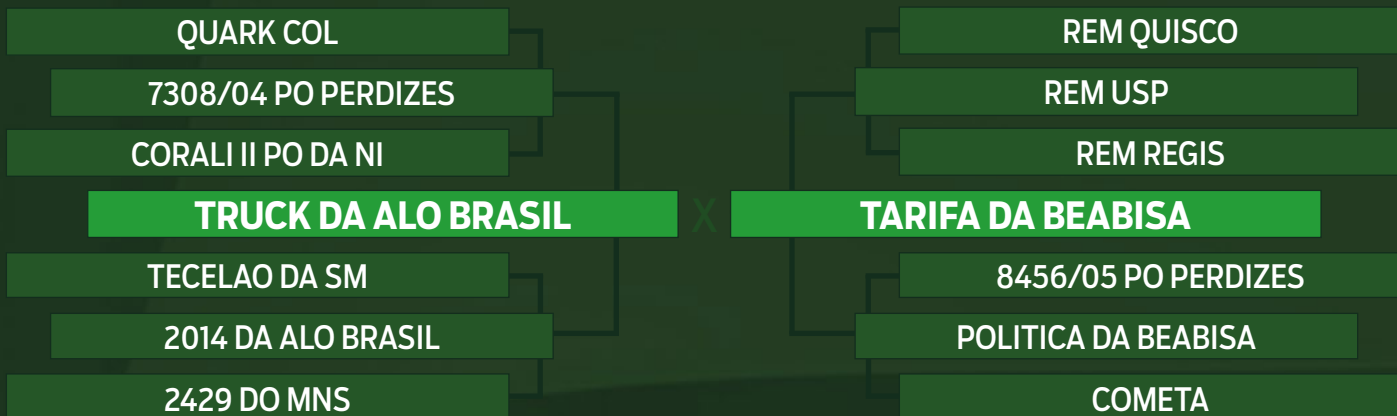 QUARK COL
REM QUISCO
7308/04 PO PERDIZES
REM USP
CORALI II PO DA NI
REM REGIS
TRUCK DA ALO BRASIL X TARIFA DA BEABISA
TECELAO DA SM
8456/05 PO PERDIZES
2014 DA ALO BRASIL
POLITICA DA BEABISA
2429 DO MNS
COMETA